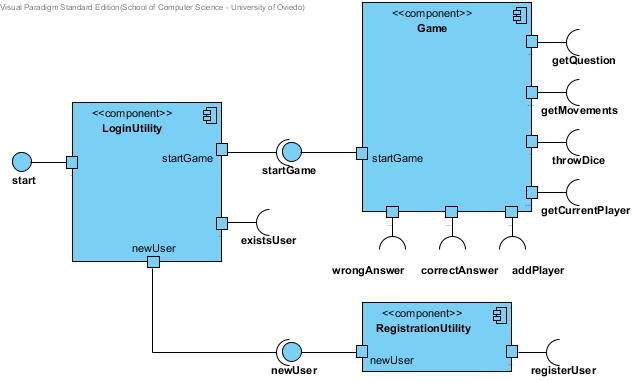 Visual Paradigm Standard Edition(School of Computer Science - University of Oviedo)
<<component>>
Game
getQuestion
getMovements
throwDice
getCurrentPlayer
startGame
wrongAnswer
correctAnswer
addPlayer
<<component>>
LoginUtility
startGame
startGame
start
existsUser
newUser
<<component>>
RegistrationUtility
newUser
newUser
registerUser